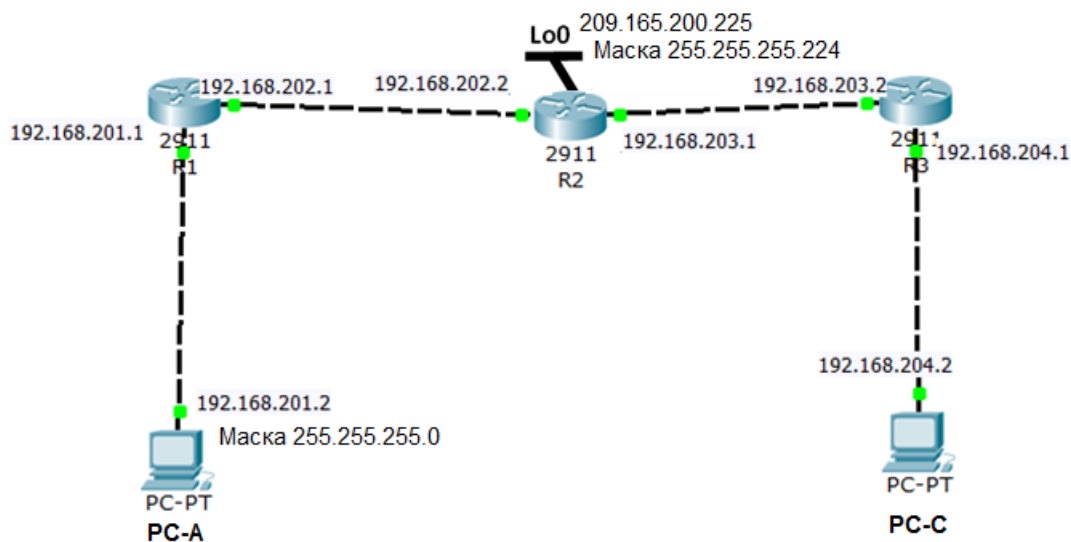 209.165.200.225
Lo0
Маска 255.255.255.224
192.168.202.1
192.168.202.2
192.168.203.2
192.168.201.1
2911
R1
2911
R2
192.168.203.1
2911
R3
192.168.204.1
192.168.204.2
192.168.201.2
Маска 255.255.255.0
PC-PT
PC-A
PC-PT
PC-C